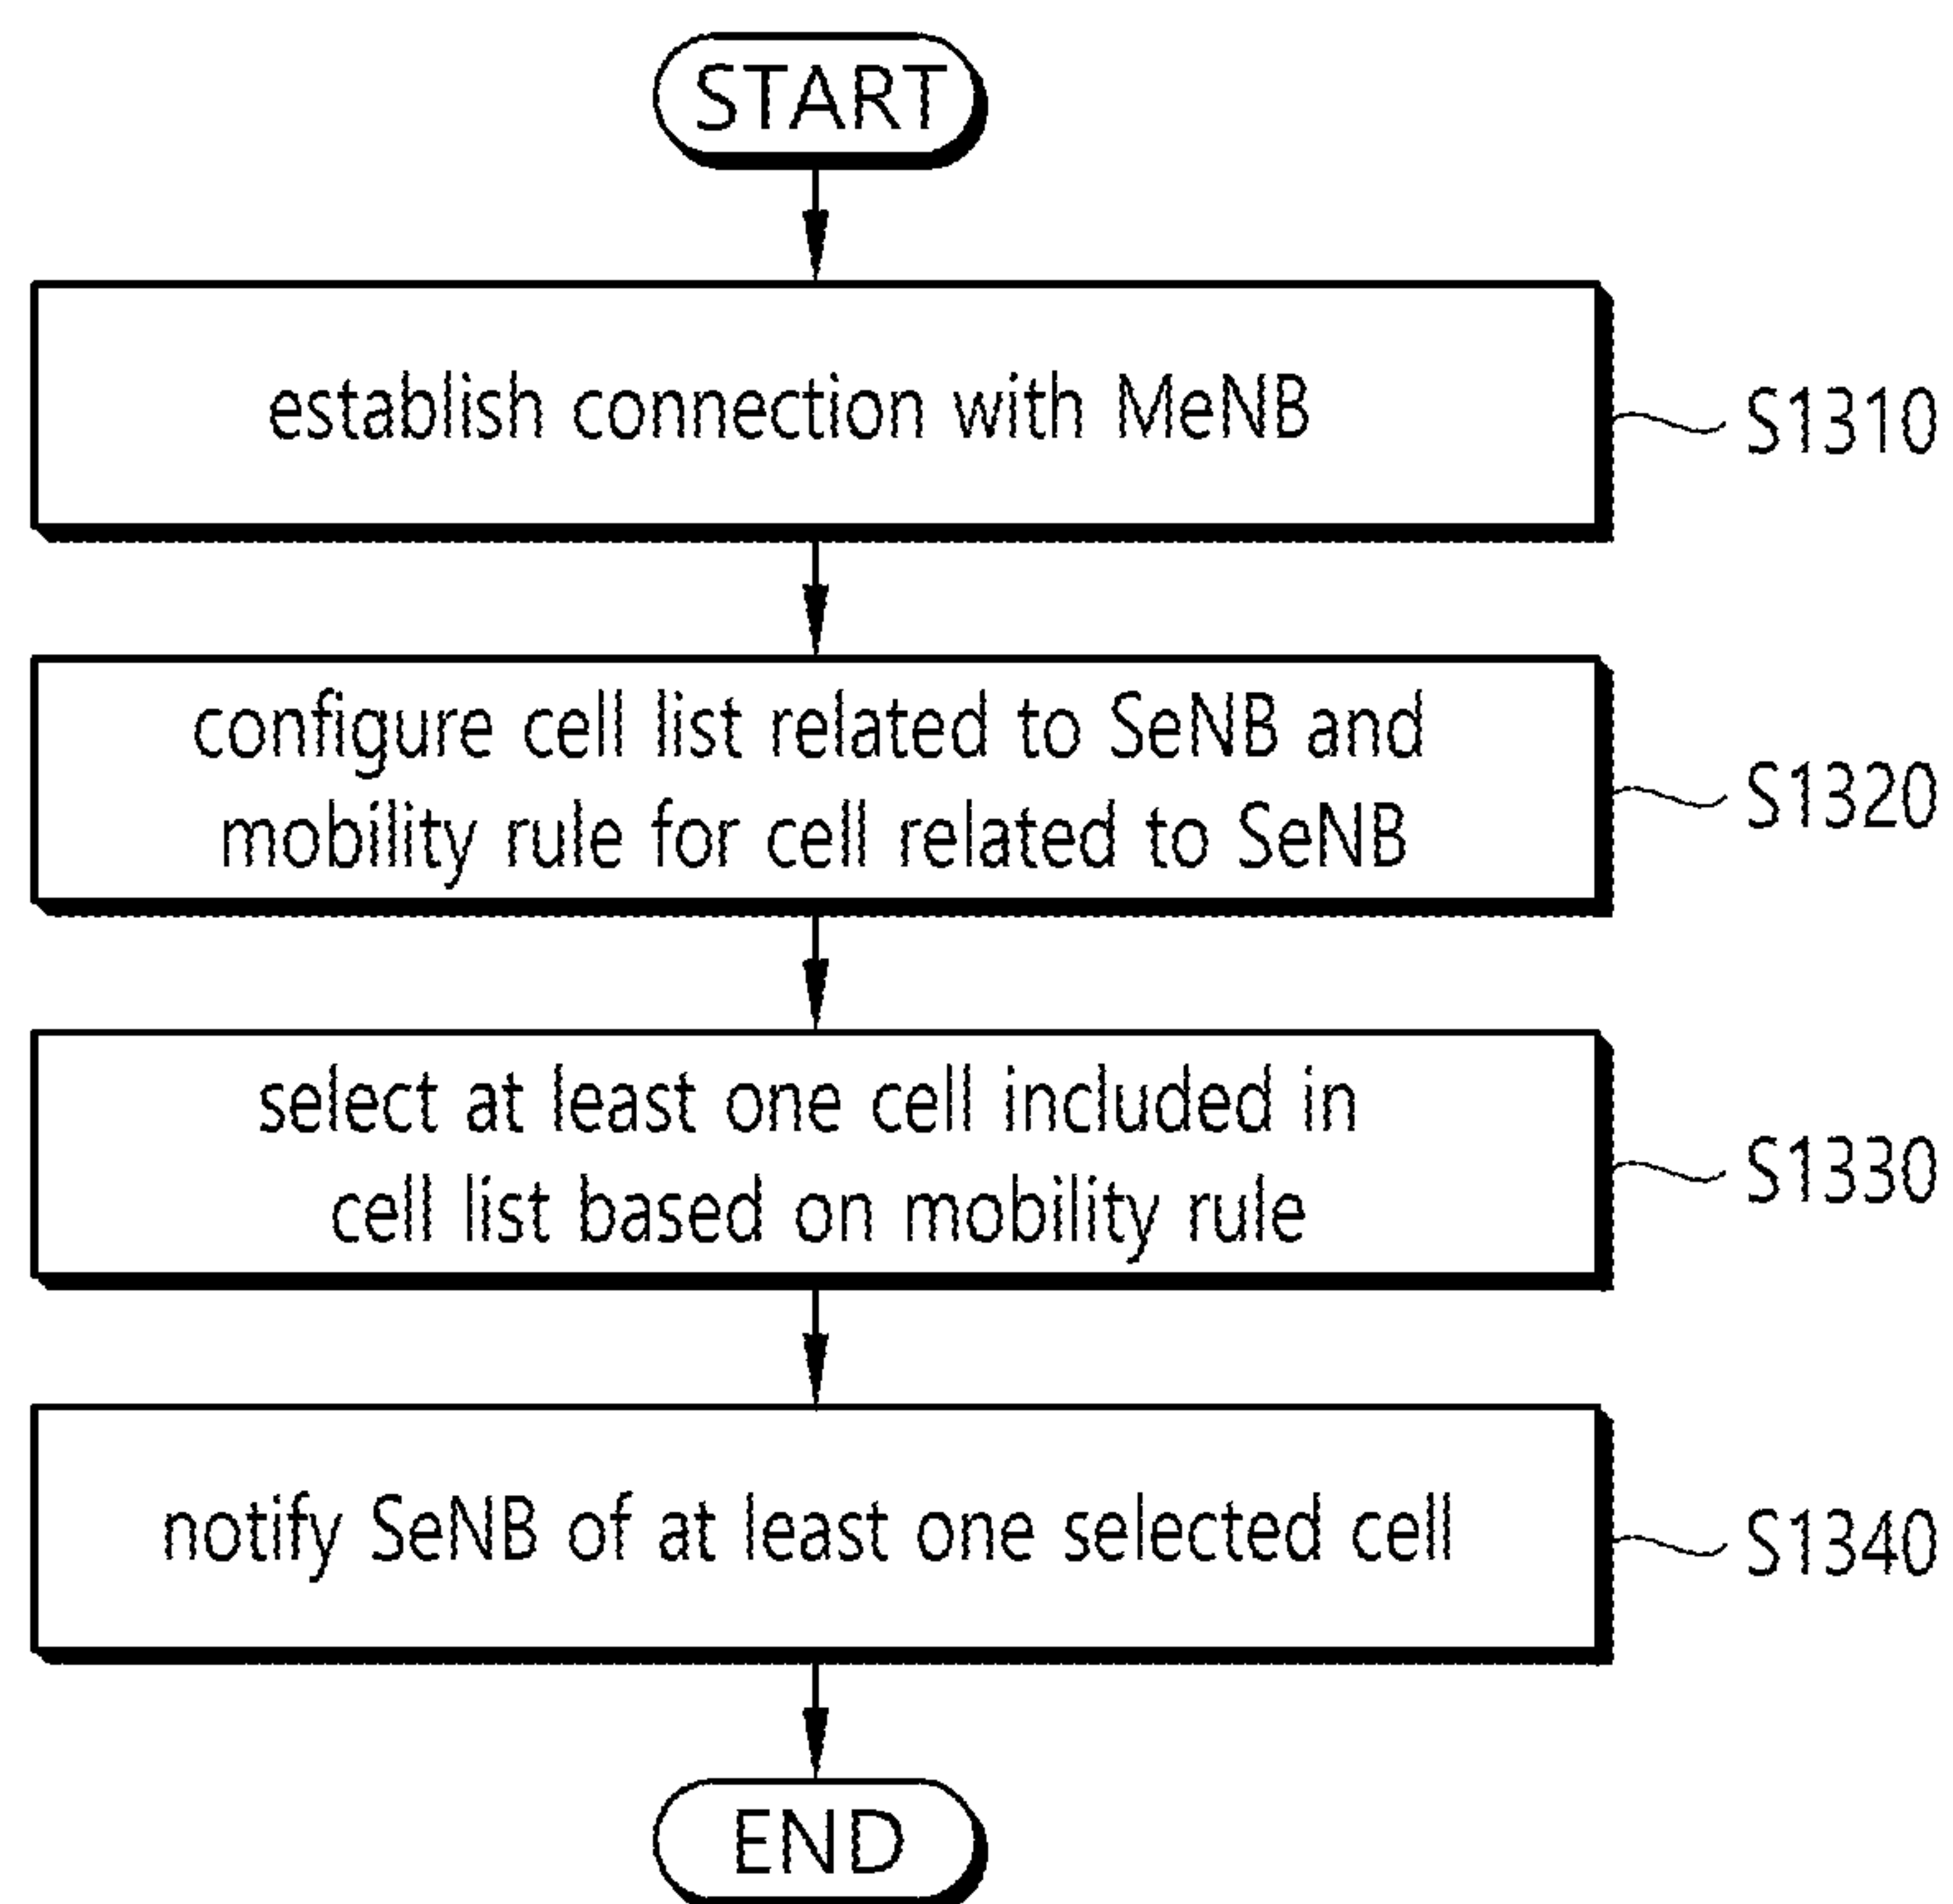 START
establish connection with MeNB
S1310
configure cell list related to SeNB and
mobility rule for cell related to SeNB
S1320
select at least one cell included in
cell list based on mobility rule
S1330
notify SeNB of at least one selected cell
S1340
END